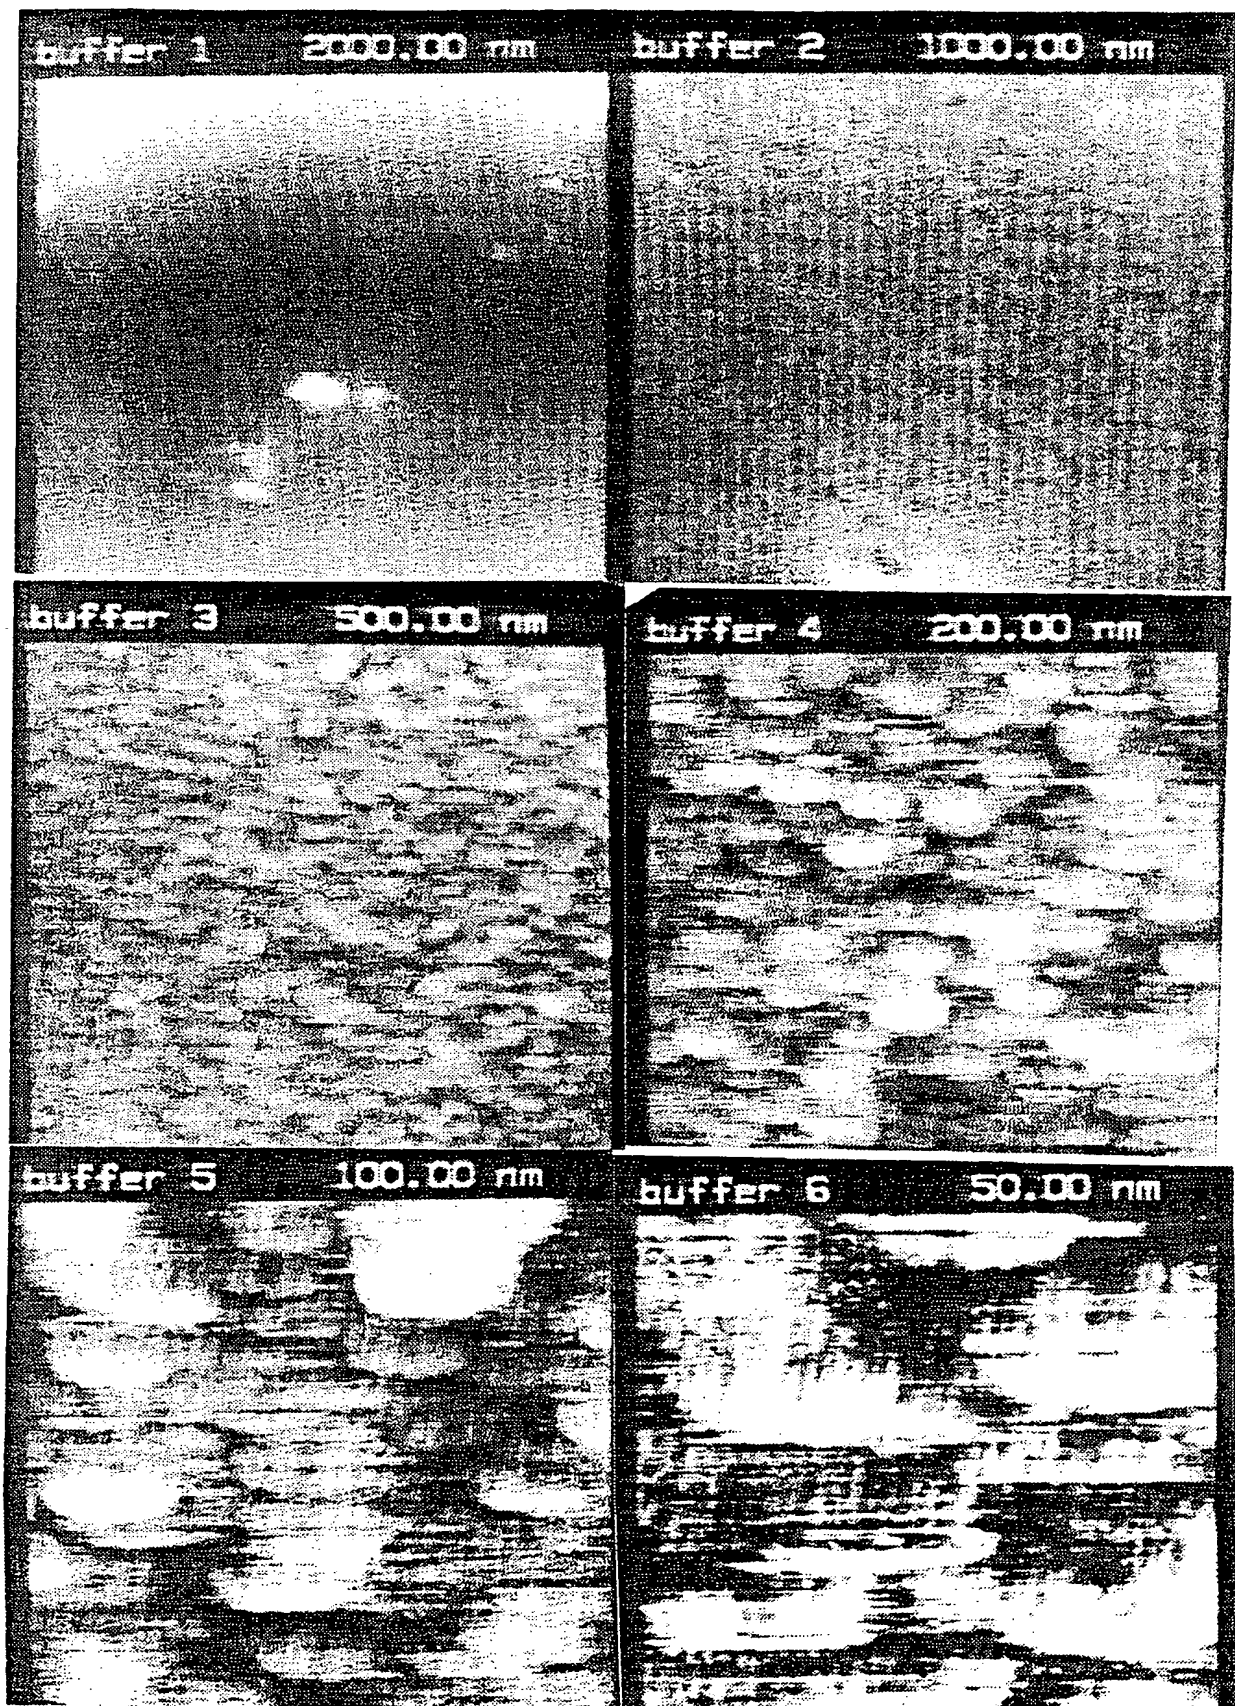 buffer 1 2000.00 nm
buffer 2 1000.00 nm
buffer 3 500.00 nm
buffer 4 200.00 nm
buffer 5 100.00 nm
buffer 6 50.00 nm